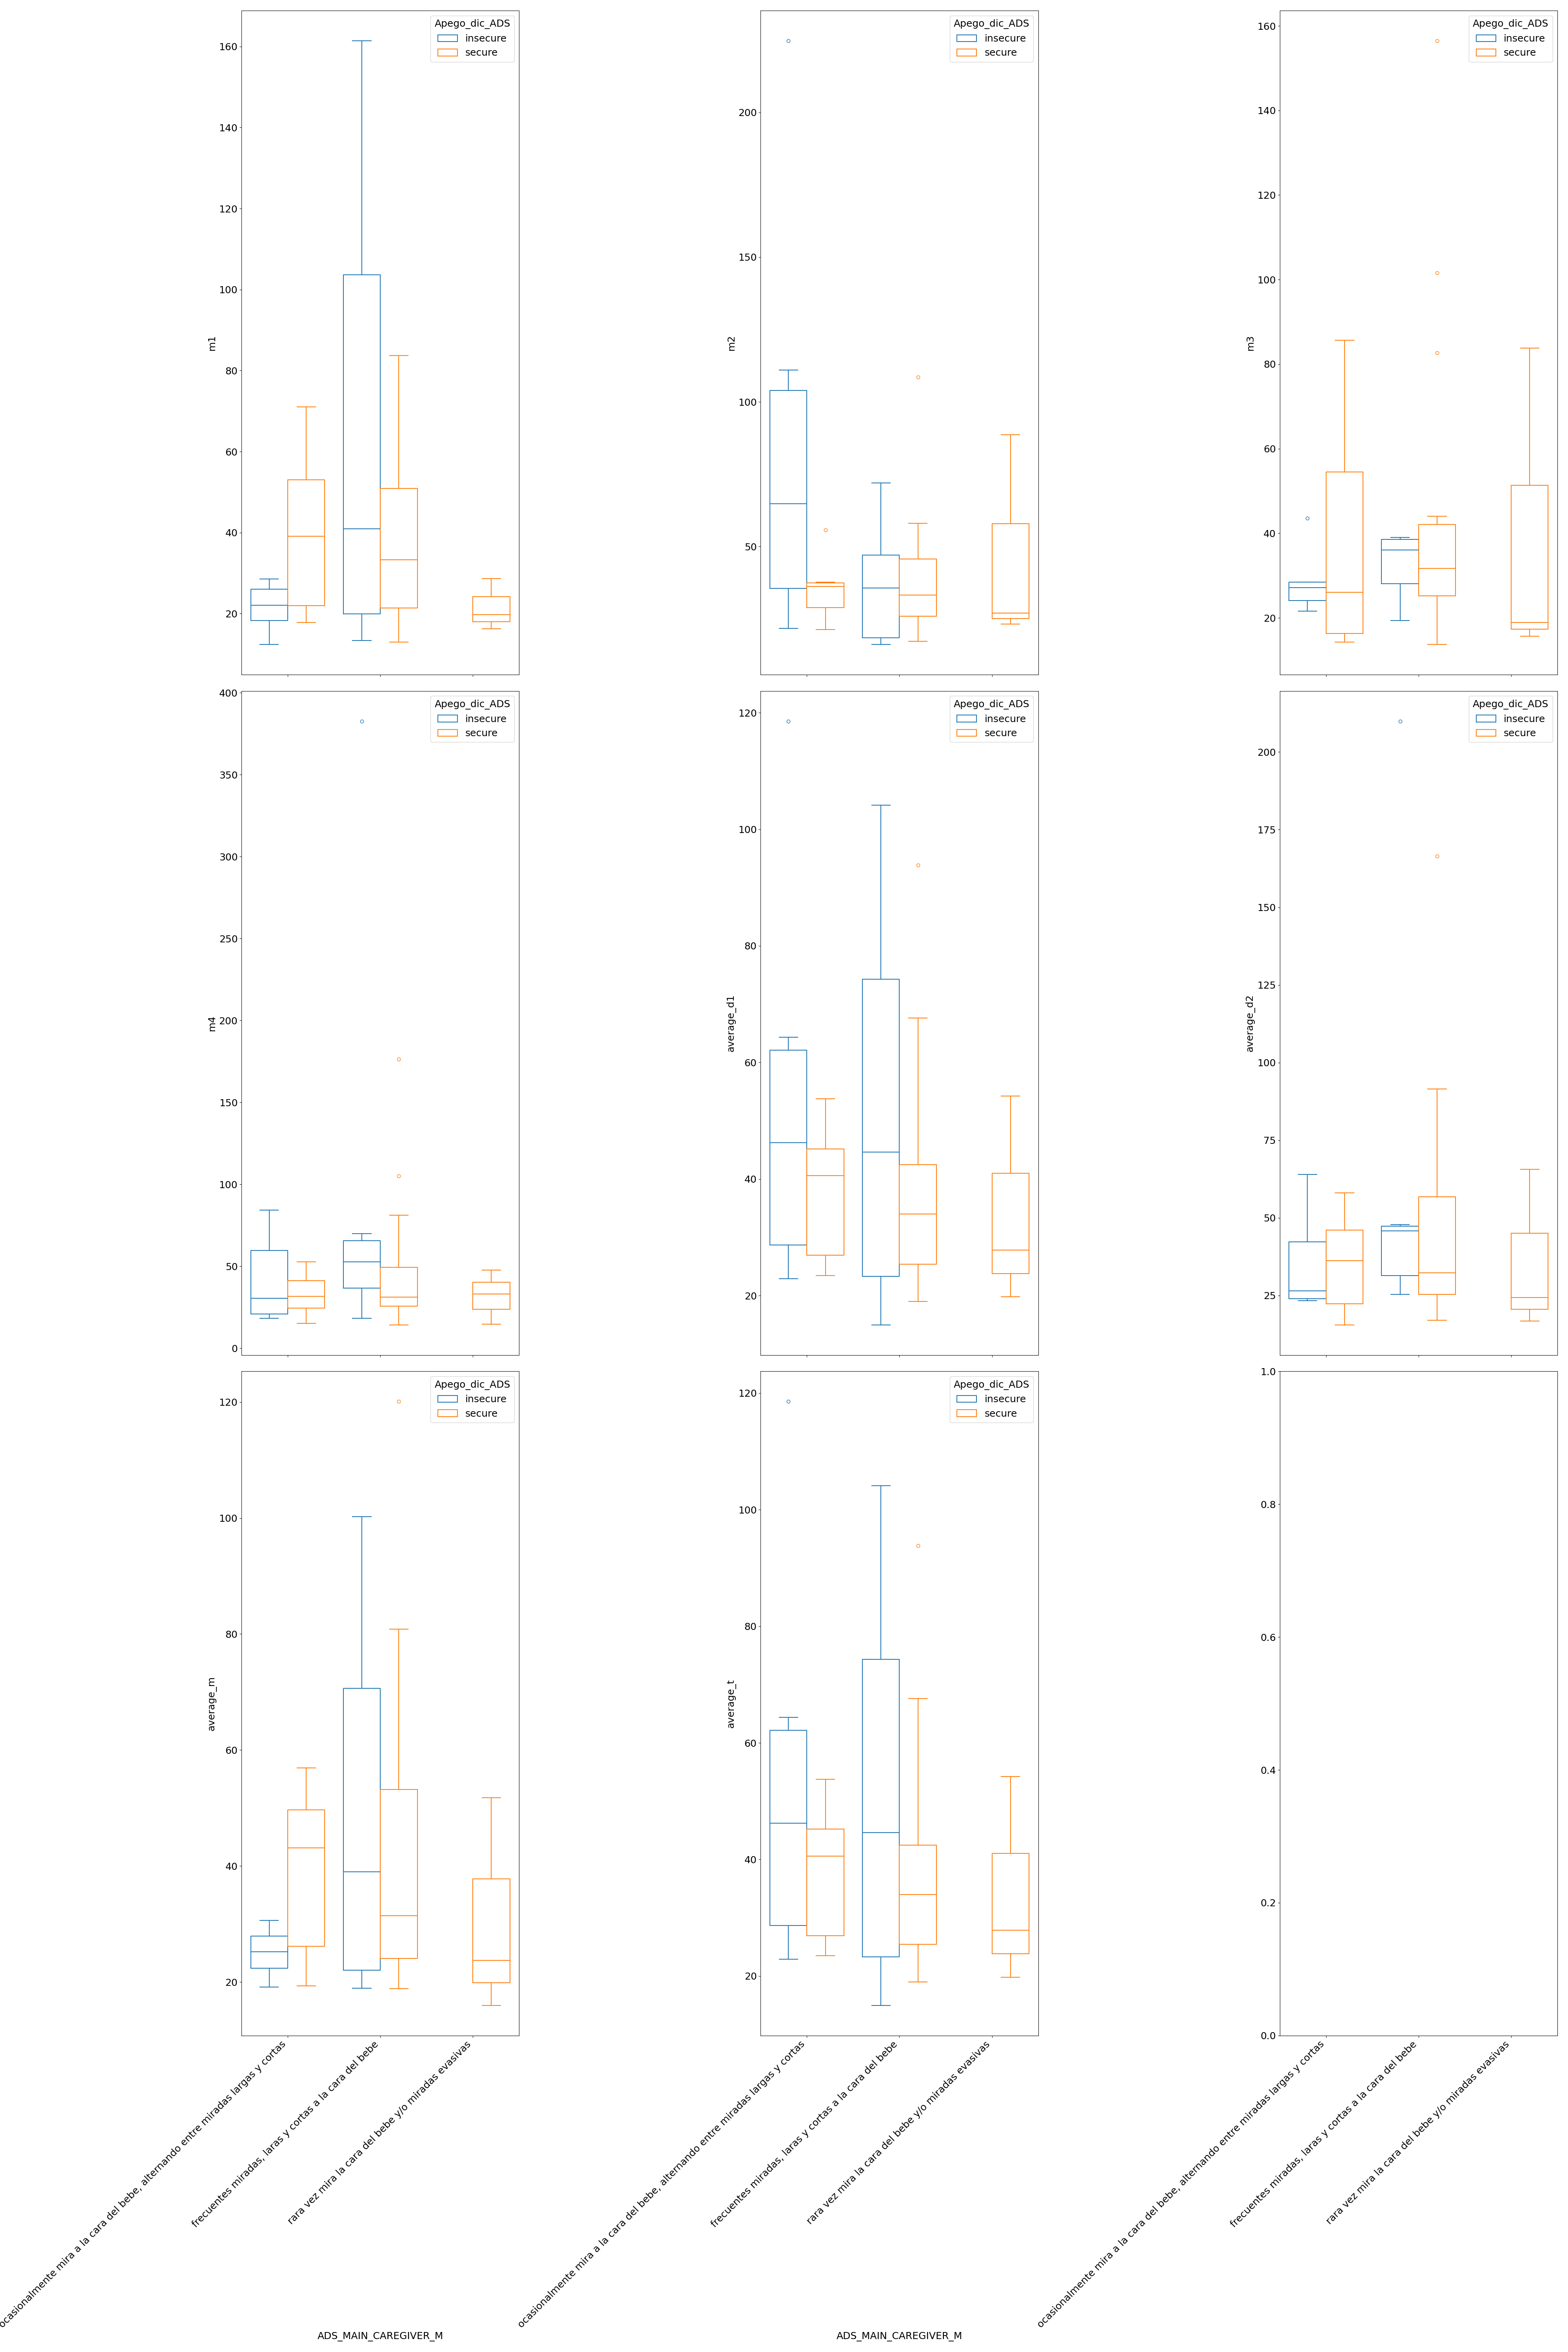 Apego_dic_ADS
insecure
secure
160
140
120
100
80
60
40
20
m1
Apego_dic_ADS
insecure
secure
200
150
100
50
m2
Apego_dic_ADS
insecure
secure
160
140
120
100
80
60
40
20
m3
Apego_dic_ADS
insecure
secure
400
350
300
250
200
150
100
50
0
m4
Apego_dic_ADS
insecure
secure
120
100
80
60
40
20
average_d1
Apego_dic_ADS
insecure
secure
200
175
150
125
100
75
50
25
average_d2
Apego_dic_ADS
insecure
secure
120
100
80
60
40
20
average_m
Apego_dic_ADS
insecure
secure
120
100
80
60
40
20
average_t
1.0
0.8
0.6
0.4
0.2
0.0
ocasionalmente mira a la cara del bebe, alternando entre miradas largas y cortas
frecuentes miradas, laras y cortas a la cara del bebe
rara vez mira la cara del bebe y/o miradas evasivas
ADS_MAIN_CAREGIVER_M
ocasionalmente mira a la cara del bebe, alternando entre miradas largas y cortas
frecuentes miradas, laras y cortas a la cara del bebe
rara vez mira la cara del bebe y/o miradas evasivas
ADS_MAIN_CAREGIVER_M
ocasionalmente mira a la cara del bebe, alternando entre miradas largas y cortas
frecuentes miradas, laras y cortas a la cara del bebe
rara vez mira la cara del bebe y/o miradas evasivas